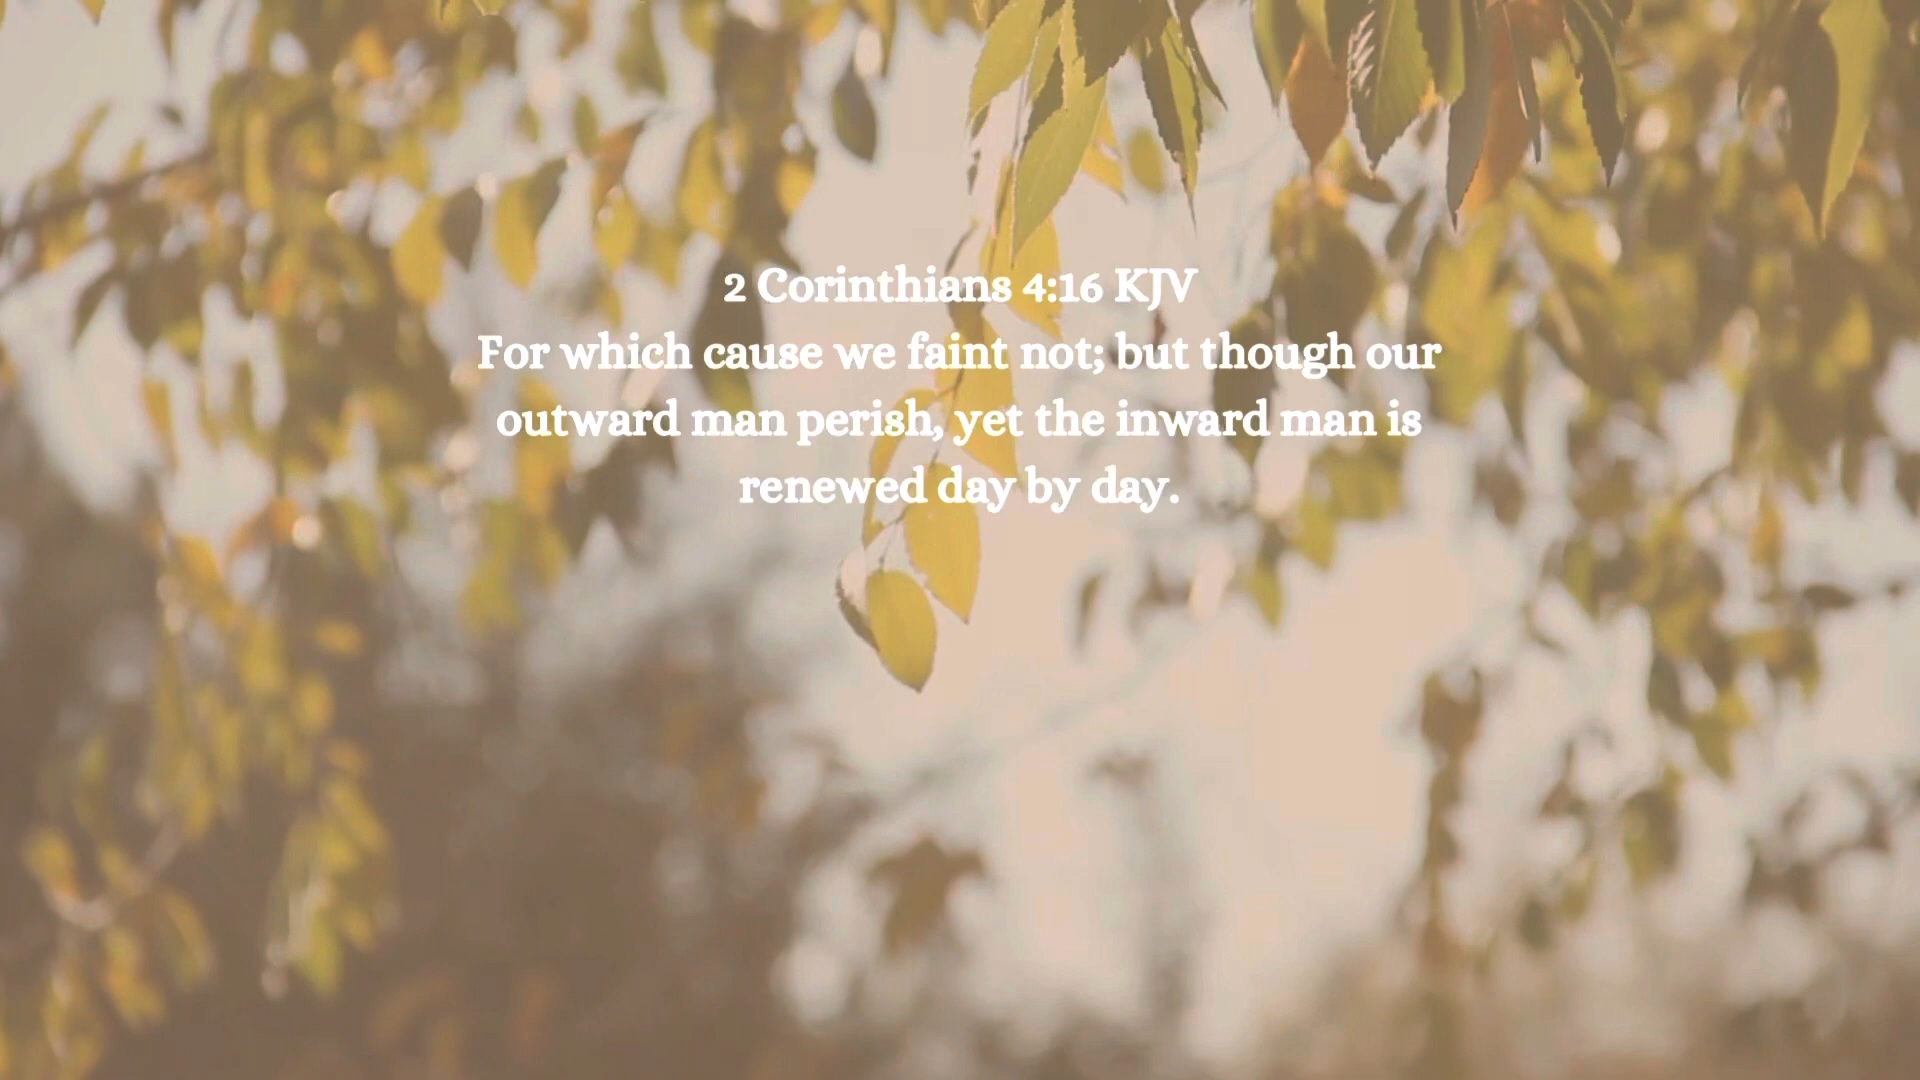 2 Corinthians 4:16 KJV
For which cause we faint not; but though our
outward man perish, yet the inward man is
renewed day by day.